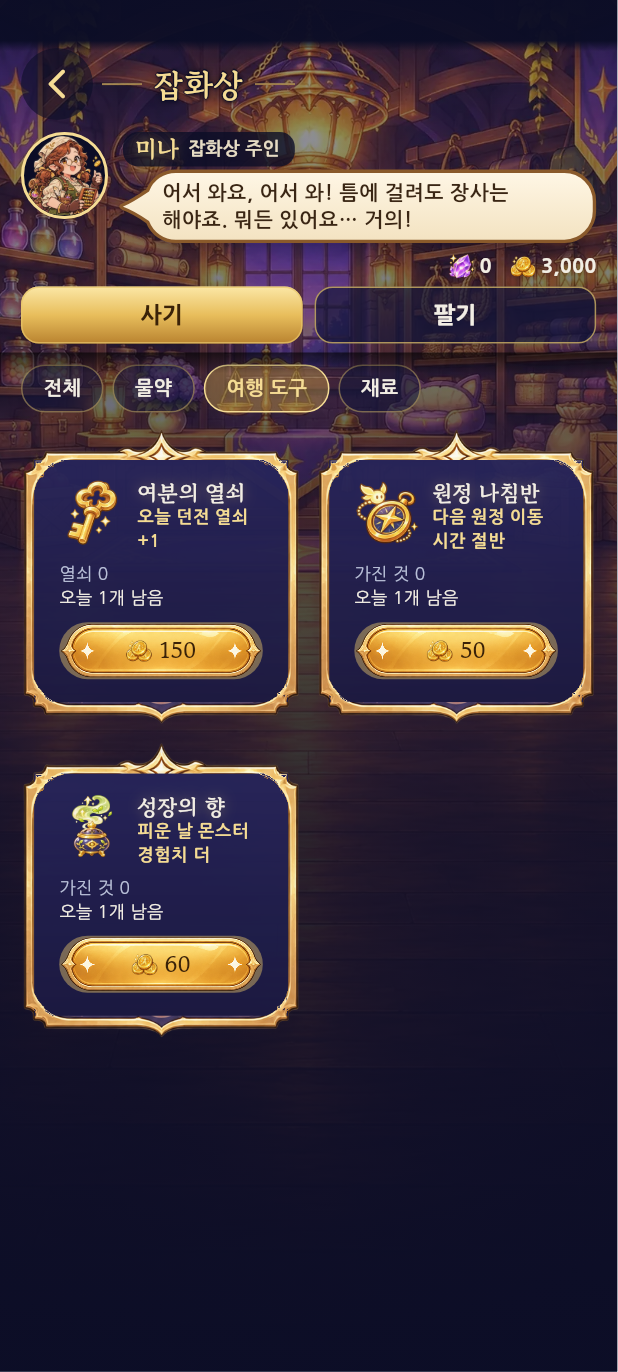 잡화상
미나 잡화상 주인
어서 와요, 어서 와! 틈에 걸려도 장사는
해야죠. 뭐든 있어요… 거의!
0 3,000
사기 팔기
전체 물약 여행 도구 재료
여분의 열쇠
오늘 던전 열쇠
+1
열쇠 0
오늘 1개 남음
150
원정 나침반
다음 원정 이동
시간 절반
가진 것 0
오늘 1개 남음
50
성장의 향
피운 날 몬스터
경험치 더
가진 것 0
오늘 1개 남음
60